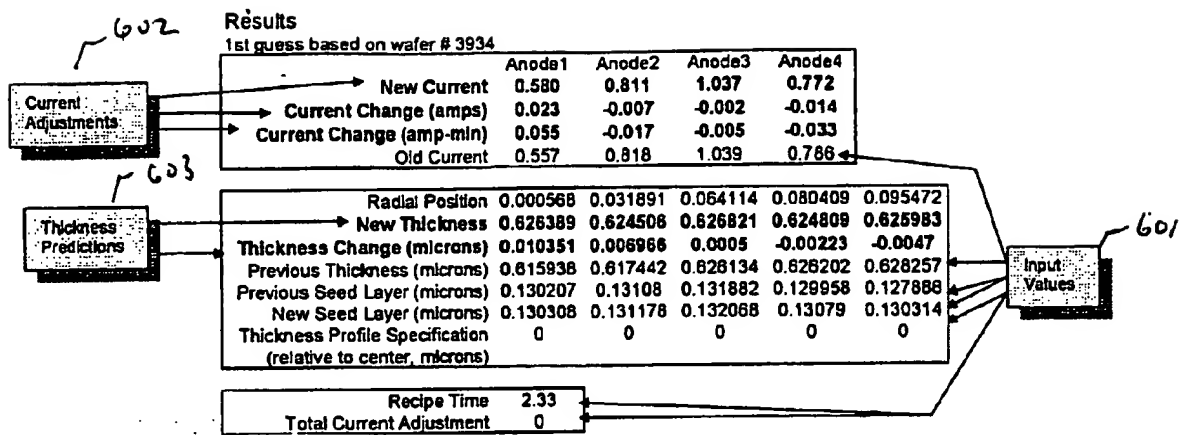 602
Results
1st guess based on wafer # 3934
Anode1 Anode2 Anode3 Anode4
New Current 0.580 0.811 1.037 0.772
Current Change (amps) 0.023 -0.007 -0.002 -0.014
Current Change (amp-min) 0.055 -0.017 -0.005 -0.033
Old Current 0.557 0.818 1.039 0.786
Current
Adjustments
603
Radial Position 0.000568 0.031891 0.064114 0.080409 0.095472
New Thickness 0.626389 0.624506 0.626821 0.624809 0.625983
Thickness Change (microns) 0.010351 0.006966 0.0005 -0.00223 -0.0047
Previous Thickness (microns) 0.615938 0.617442 0.626134 0.626202 0.628257
Previous Seed Layer (microns) 0.130207 0.13108 0.131882 0.129958 0.127888
New Seed Layer (microns) 0.130308 0.131178 0.132068 0.13079 0.130314
Thickness Profile Specification 0 0 0 0 0
(relative to center, microns)
Thickness
Predictions
601
Input
Values
Recipe Time 2.33
Total Current Adjustment 0